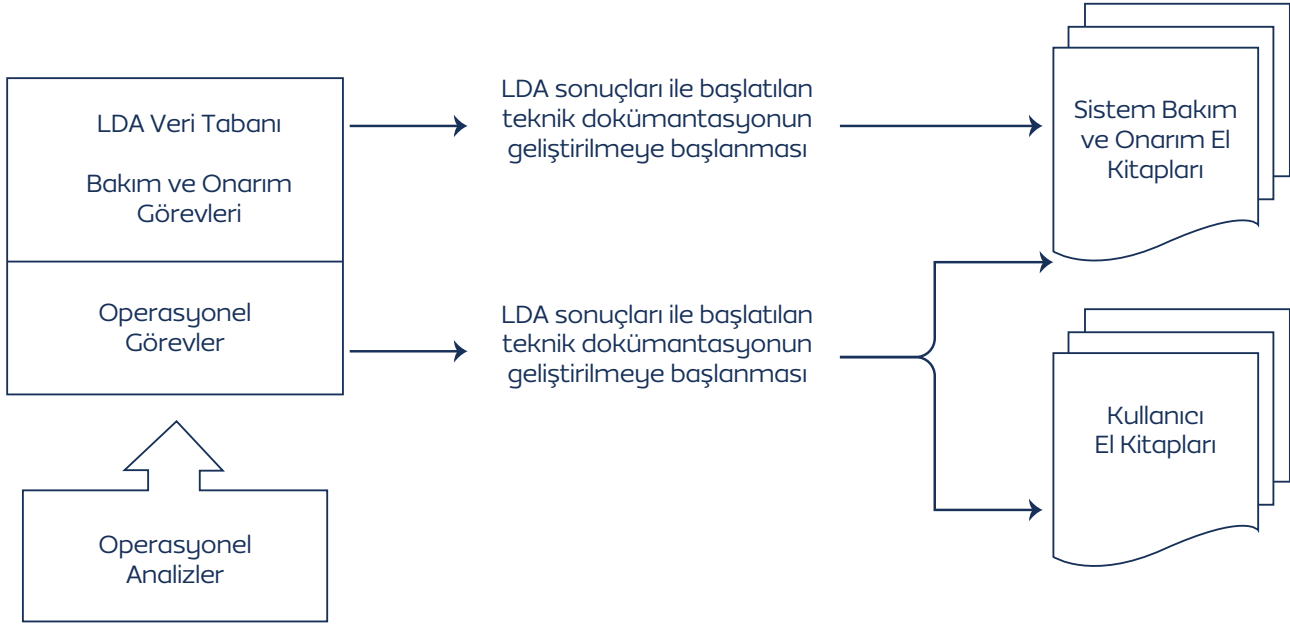 LDA Veri Tabanı
Bakım ve Onarım
Görevleri
Operasyonel
Görevler
Operasyonel
Analizler
LDA sonuçları ile başlatılan
teknik dokümantasyonun
geliştirilmeye başlanması
LDA sonuçları ile başlatılan
teknik dokümantasyonun
geliştirilmeye başlanması
Sistem Bakım
ve Onarım El
Kitapları
Kullanıcı
El Kitapları